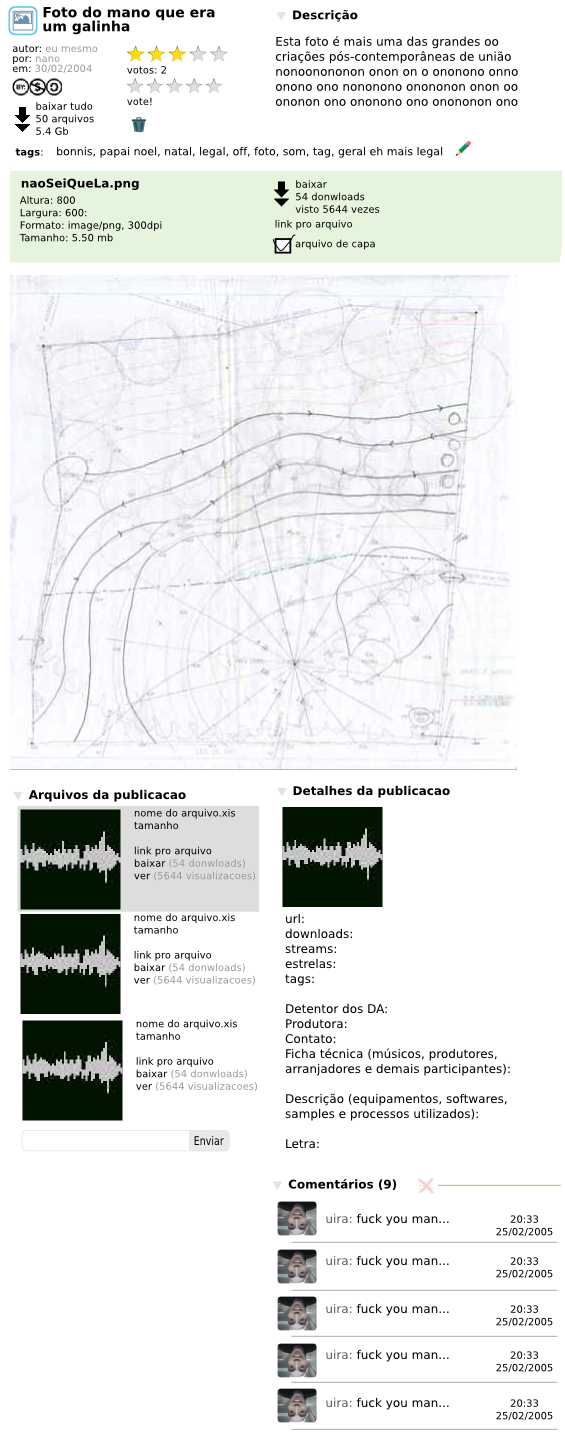 Foto do mano que era
um galinha
autor: eu mesmo
por: nano
em: 30/02/2004
BY:
baixar tudo
50 arquivos
5.4 Gb
votos: 2
vote!
Descrição
Esta foto é mais uma das grandes oo
criações pós-contemporâneas de união
nonoonononon onon on o ononono onno
onono ono nonononono onononon onon oo
ononon ono ononono ono onononon ono
tags: bonnis, papai noel, natal, legal, off, foto, som, tag, geral eh mais legal
naoSeiQueLa.png
Altura: 800
Largura: 600:
Formato: image/png, 300dpi
Tamanho: 5.50 mb
baixar
54 donwloads
visto 5644 vezes
link pro arquivo
arquivo de capa
Arquivos da publicacao
nome do arquivo.xis
tamanho
link pro arquivo
baixar (54 donwloads)
ver (5644 visualizacoes)
nome do arquivo.xis
tamanho
link pro arquivo
baixar (54 donwloads)
ver (5644 visualizacoes)
nome do arquivo.xis
tamanho
link pro arquivo
baixar (54 donwloads)
ver (5644 visualizacoes)
Enviar
Detalhes da publicacao
url:
downloads:
streams:
estrelas:
tags:
Detentor dos DA:
Produtora:
Contato:
Ficha técnica (músicos, produtores,
arranjadores e demais participantes):
Descrição (equipamentos, softwares,
samples e processos utilizados):
Letra:
Comentários (9)
uira: fuck you man... 20:33
25/02/2005
uira: fuck you man... 20:33
25/02/2005
uira: fuck you man... 20:33
25/02/2005
uira: fuck you man... 20:33
25/02/2005
uira: fuck you man... 20:33
25/02/2005